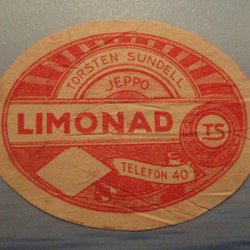 TORSTEN SUNDELL
JEPPO
LIMONAD
TS
TELEFON 40